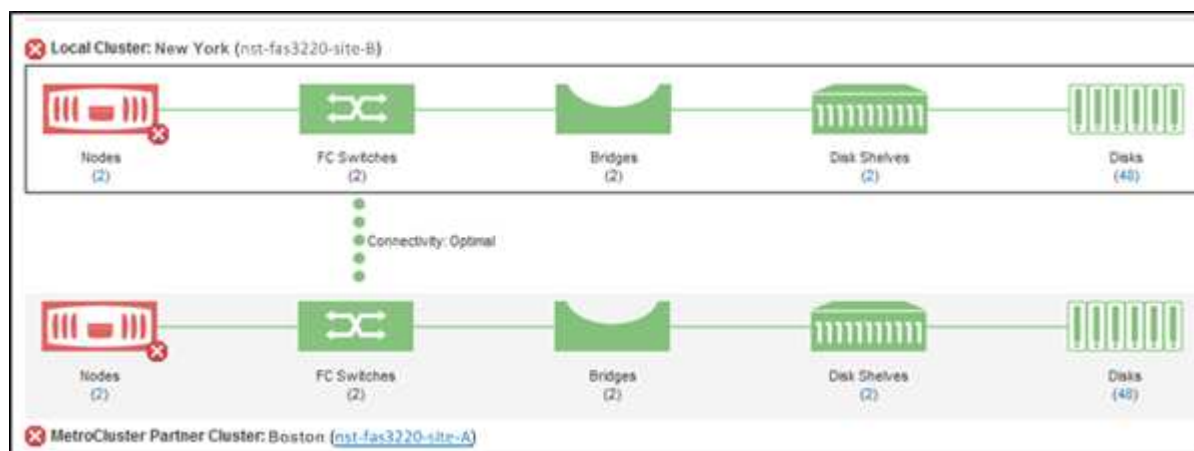 Local Cluster: New York (nst-fas3220-site-B)
Nodes FC Switches Bridges Disk Shelves Disks
(2) (2) (2) (2) (48)
Connectivity: Optimal
Nodes FC Switches Bridges Disk Shelves Disks
(2) (2) (2) (2) (48)
MetroCluster Partner Cluster: Boston (nst-fas3220-site-A)